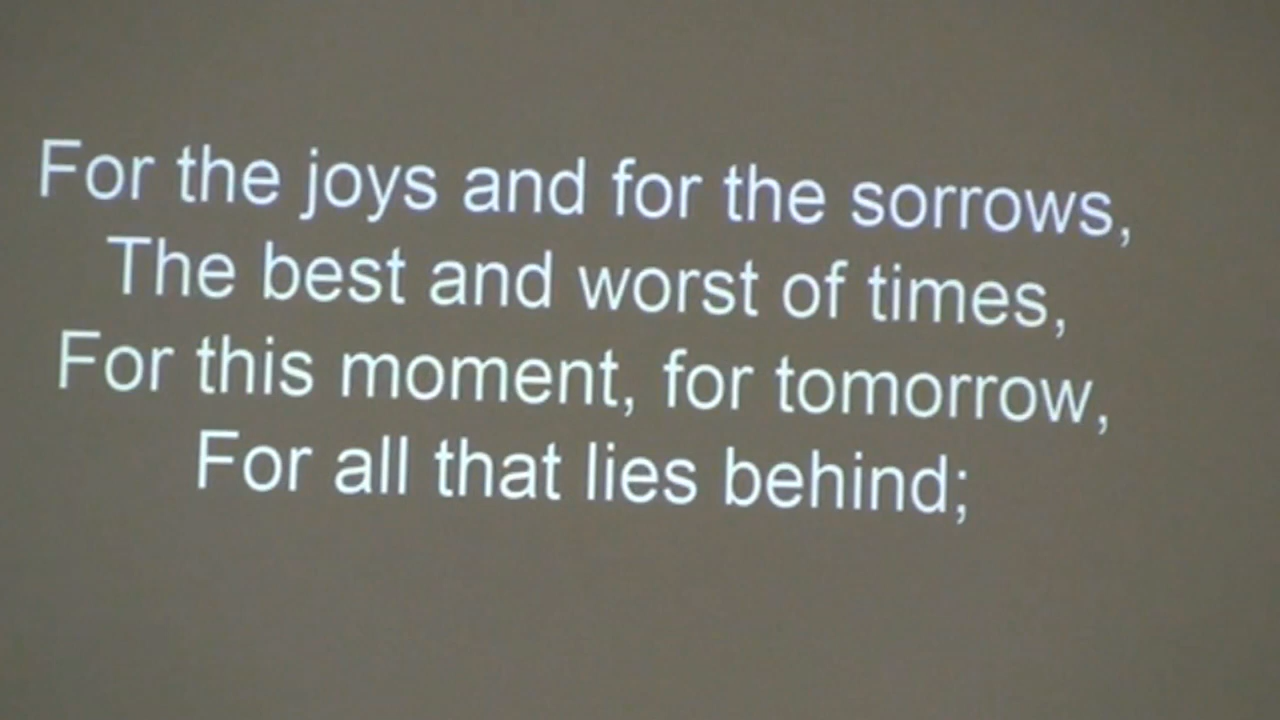 For the joys and for the sorrows,
The best and worst of times,
For this moment, for tomorrow,
For all that lies behind;